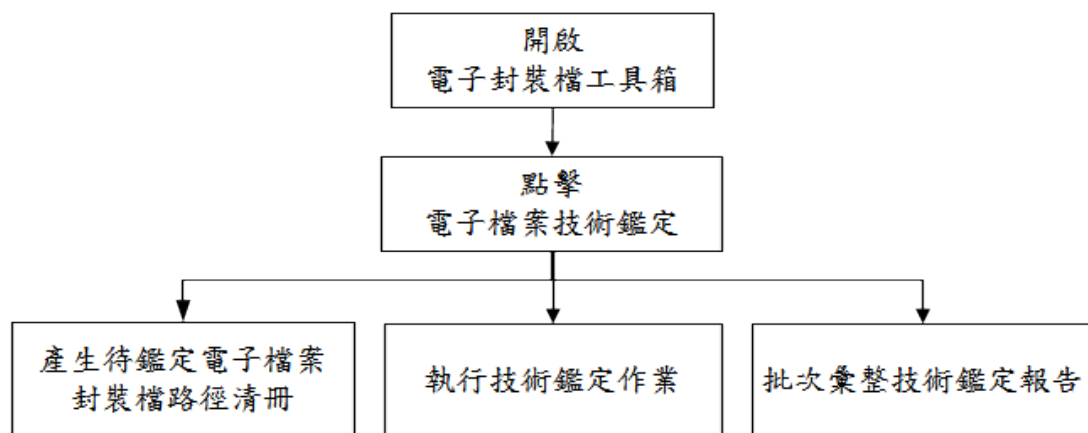 開啟
電子封裝檔工具箱
點擊
電子檔案技術鑑定
產生待鑑定電子檔案
封裝檔路徑清冊
執行技術鑑定作業
批次彙整技術鑑定報告